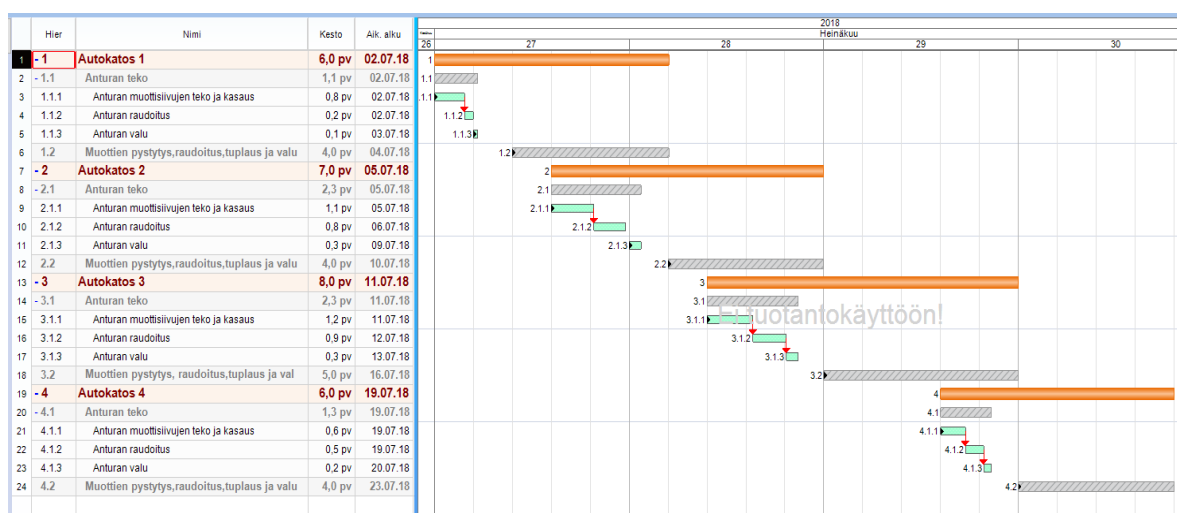 2018
Heinäkuu
Hier Nimi Kesto Aik. alku
26 27 28 29 30
1 - 1 Autokatos 1 6,0 pv 02.07.18 1
2 - 1.1 Anturan teko 1,1 pv 02.07.18 1.1
3 1.1.1 Anturan muottisiivujen teko ja kasaus 0,8 pv 02.07.18 .1.1
4 1.1.2 Anturan raudoitus 0,2 pv 02.07.18 1.1.2
5 1.1.3 Anturan valu 0,1 pv 03.07.18 1.1.3
6 1.2 Muottien pystytys,raudoitus,tuplaus ja valu 4,0 pv 04.07.18 1.2
7 - 2 Autokatos 2 7,0 pv 05.07.18 2
8 - 2.1 Anturan teko 2,3 pv 05.07.18 2.1
9 2.1.1 Anturan muottisiivujen teko ja kasaus 1,1 pv 05.07.18 2.1.1
10 2.1.2 Anturan raudoitus 0,8 pv 06.07.18 2.1.2
11 2.1.3 Anturan valu 0,3 pv 09.07.18 2.1.3
12 2.2 Muottien pystytys,raudoitus,tuplaus ja valu 4,0 pv 10.07.18 2.2
13 - 3 Autokatos 3 8,0 pv 11.07.18 3
14 - 3.1 Anturan teko 2,3 pv 11.07.18 3.1
Ei tuotantokäyttöön!
15 3.1.1 Anturan muottisiivujen teko ja kasaus 1,2 pv 11.07.18 3.1.1
16 3.1.2 Anturan raudoitus 0,9 pv 12.07.18 3.1.2
17 3.1.3 Anturan valu 0,3 pv 13.07.18 3.1.3
18 3.2 Muottien pystytys, raudoitus,tuplaus ja val 5,0 pv 16.07.18 3.2
19 - 4 Autokatos 4 6,0 pv 19.07.18 4
20 - 4.1 Anturan teko 1,3 pv 19.07.18 4.1
21 4.1.1 Anturan muottisiivujen teko ja kasaus 0,6 pv 19.07.18 4.1.1
22 4.1.2 Anturan raudoitus 0,5 pv 19.07.18 4.1.2
23 4.1.3 Anturan valu 0,2 pv 20.07.18 4.1.3
24 4.2 Muottien pystytys,raudoitus,tuplaus ja valu 4,0 pv 23.07.18 4.2